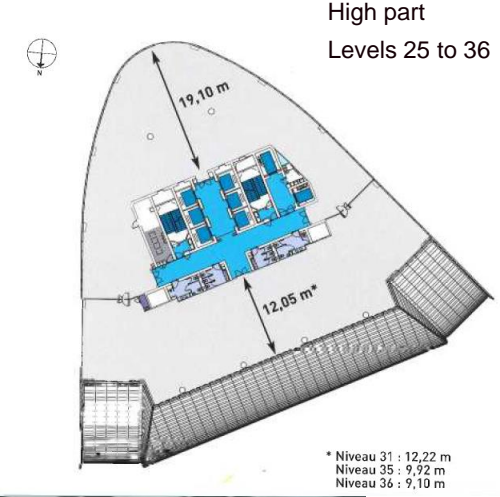 High part
Levels 25 to 36
N
19,10 m
12,05 m*
* Niveau 31 : 12,22 m
Niveau 35 : 9,92 m
Niveau 36 : 9,10 m